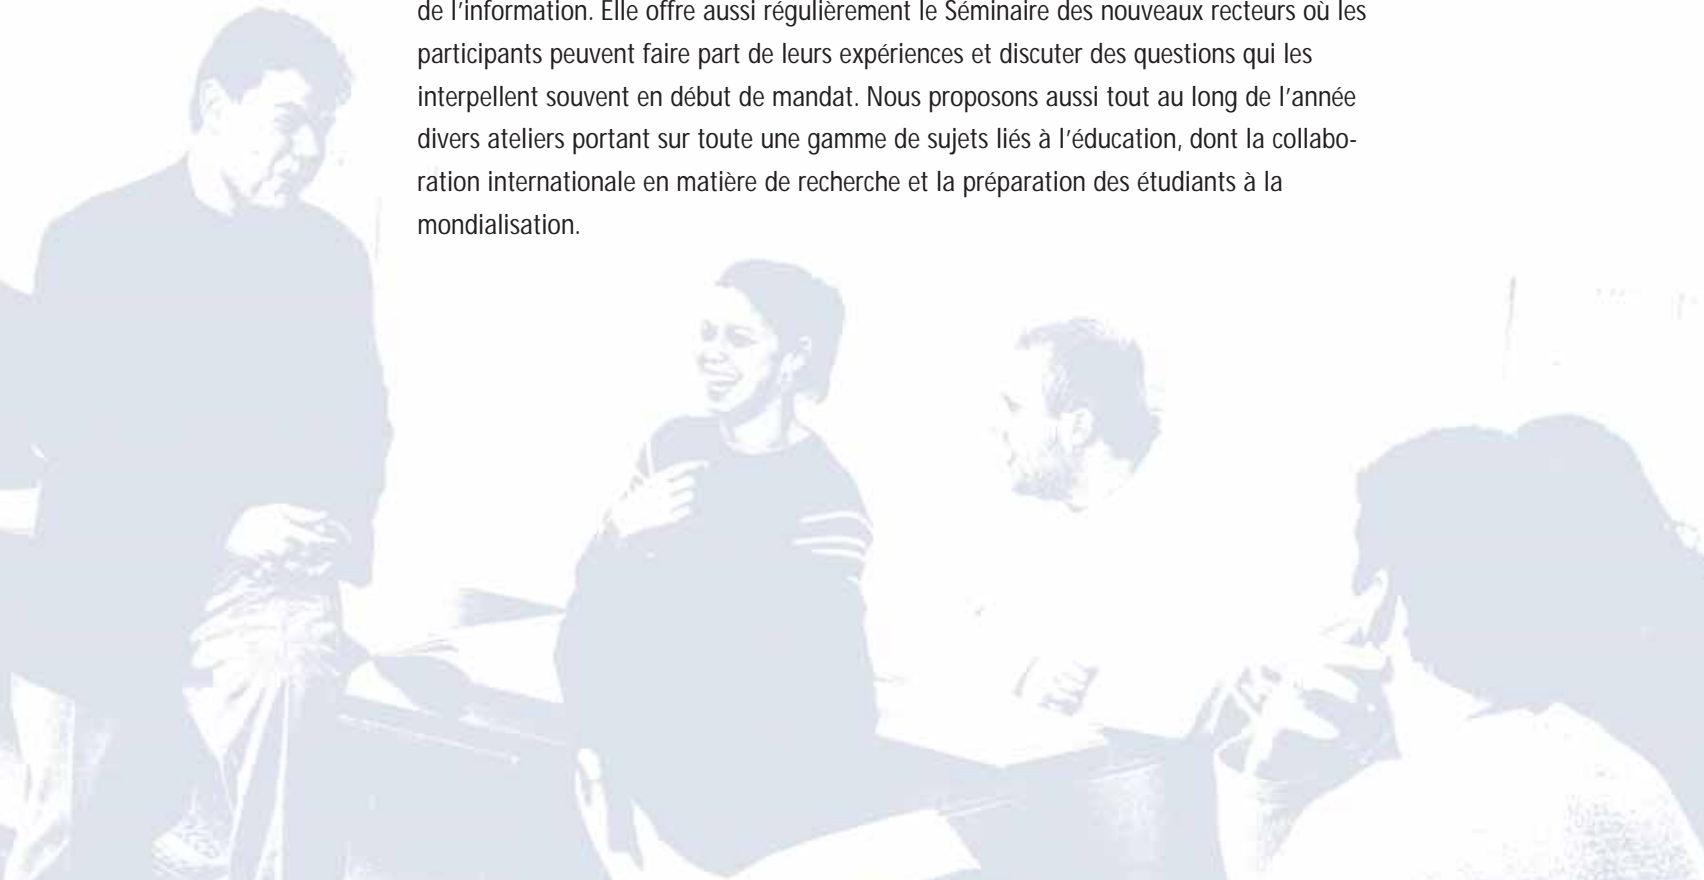 de l'information. Elle offre aussi régulièrement le Séminaire des nouveaux recteurs où les
participants peuvent faire part de leurs expériences et discuter des questions qui les
interpellent souvent en début de mandat. Nous proposons aussi tout au long de l'année
divers ateliers portant sur toute une gamme de sujets liés à l'éducation, dont la collabo-
ration internationale en matière de recherche et la préparation des étudiants à la
mondialisation.